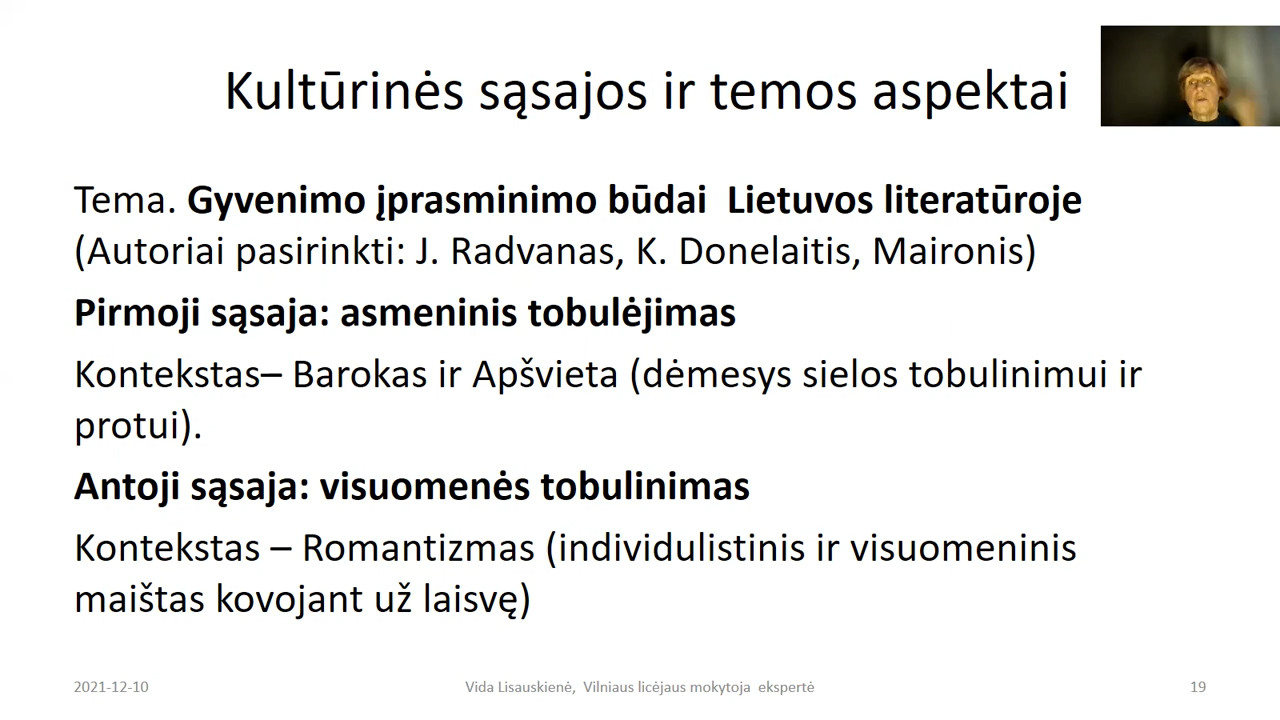 Kultūrinės sąsajos ir temos aspektai
Tema. Gyvenimo įprasminimo būdai  Lietuvos literatūroje
(Autoriai pasirinkti: J. Radvanas, K. Donelaitis, Maironis)
Pirmoji sąsaja: asmeninis tobulėjimas
Kontekstas– Barokas ir Apšvieta (dėmesys sielos tobulinimui ir
protui).
Antoji sąsaja: visuomenės tobulinimas
Kontekstas – Romantizmas (individulistinis ir visuomeninis
maištas kovojant už laisvę)
2021-12-10
Vida Lisauskienė,  Vilniaus licėjaus mokytoja  ekspertė
19